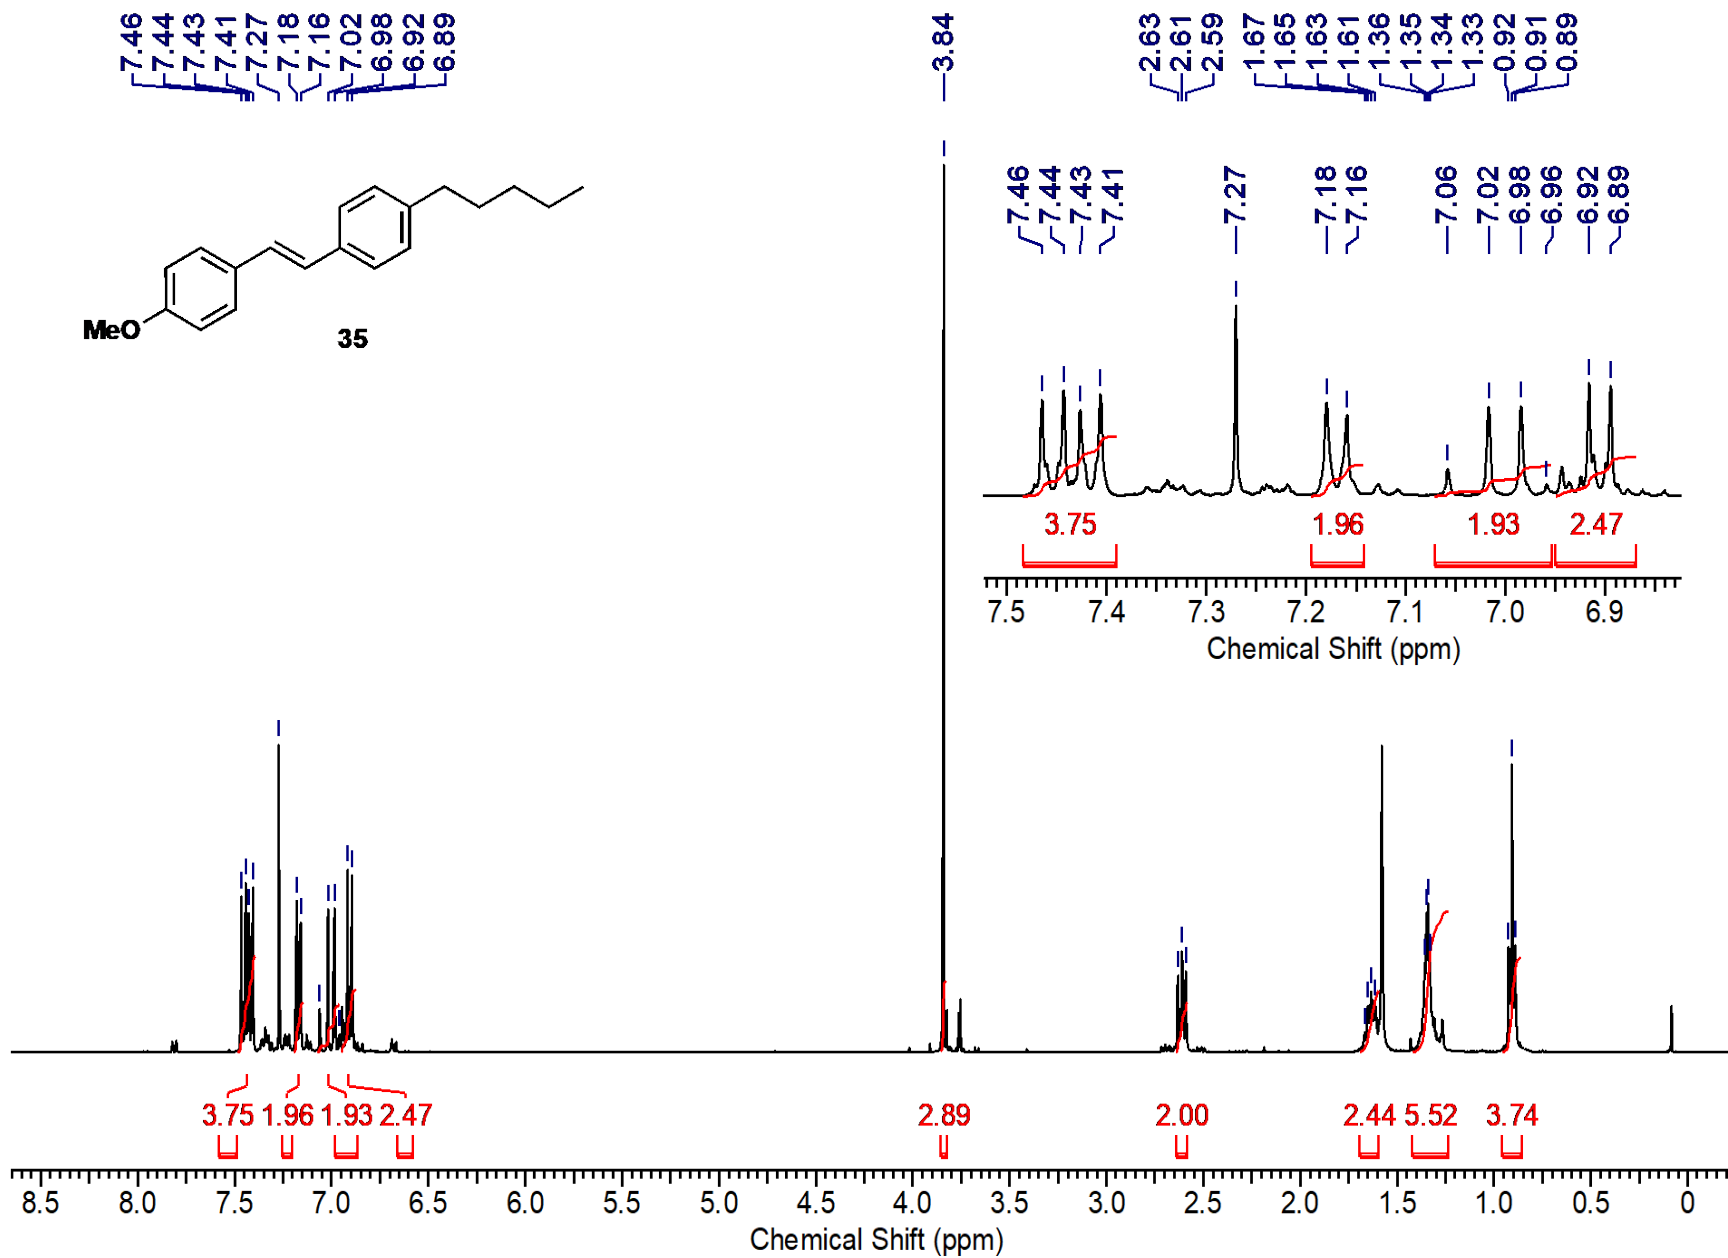 7.46 7.44 7.43 7.41 7.27 7.18 7.16 7.02 6.98 6.92 6.89 3.84 2.63 2.61 2.59 1.67 1.65 1.63 1.61 1.36 1.35 1.34 1.33 0.92 0.91 0.89
7.46 7.44 7.43 7.41 7.27 7.18 7.16 7.06 7.02 6.98 6.96 6.92 6.89
MeO
35
3.75 1.96 1.93 2.47
7.5 7.4 7.3 7.2 7.1 7.0 6.9
Chemical Shift (ppm)
3.75 1.96 1.93 2.47 2.89 2.00 2.44 5.52 3.74
8.5 8.0 7.5 7.0 6.5 6.0 5.5 5.0 4.5 4.0 3.5 3.0 2.5 2.0 1.5 1.0 0.5 0
Chemical Shift (ppm)